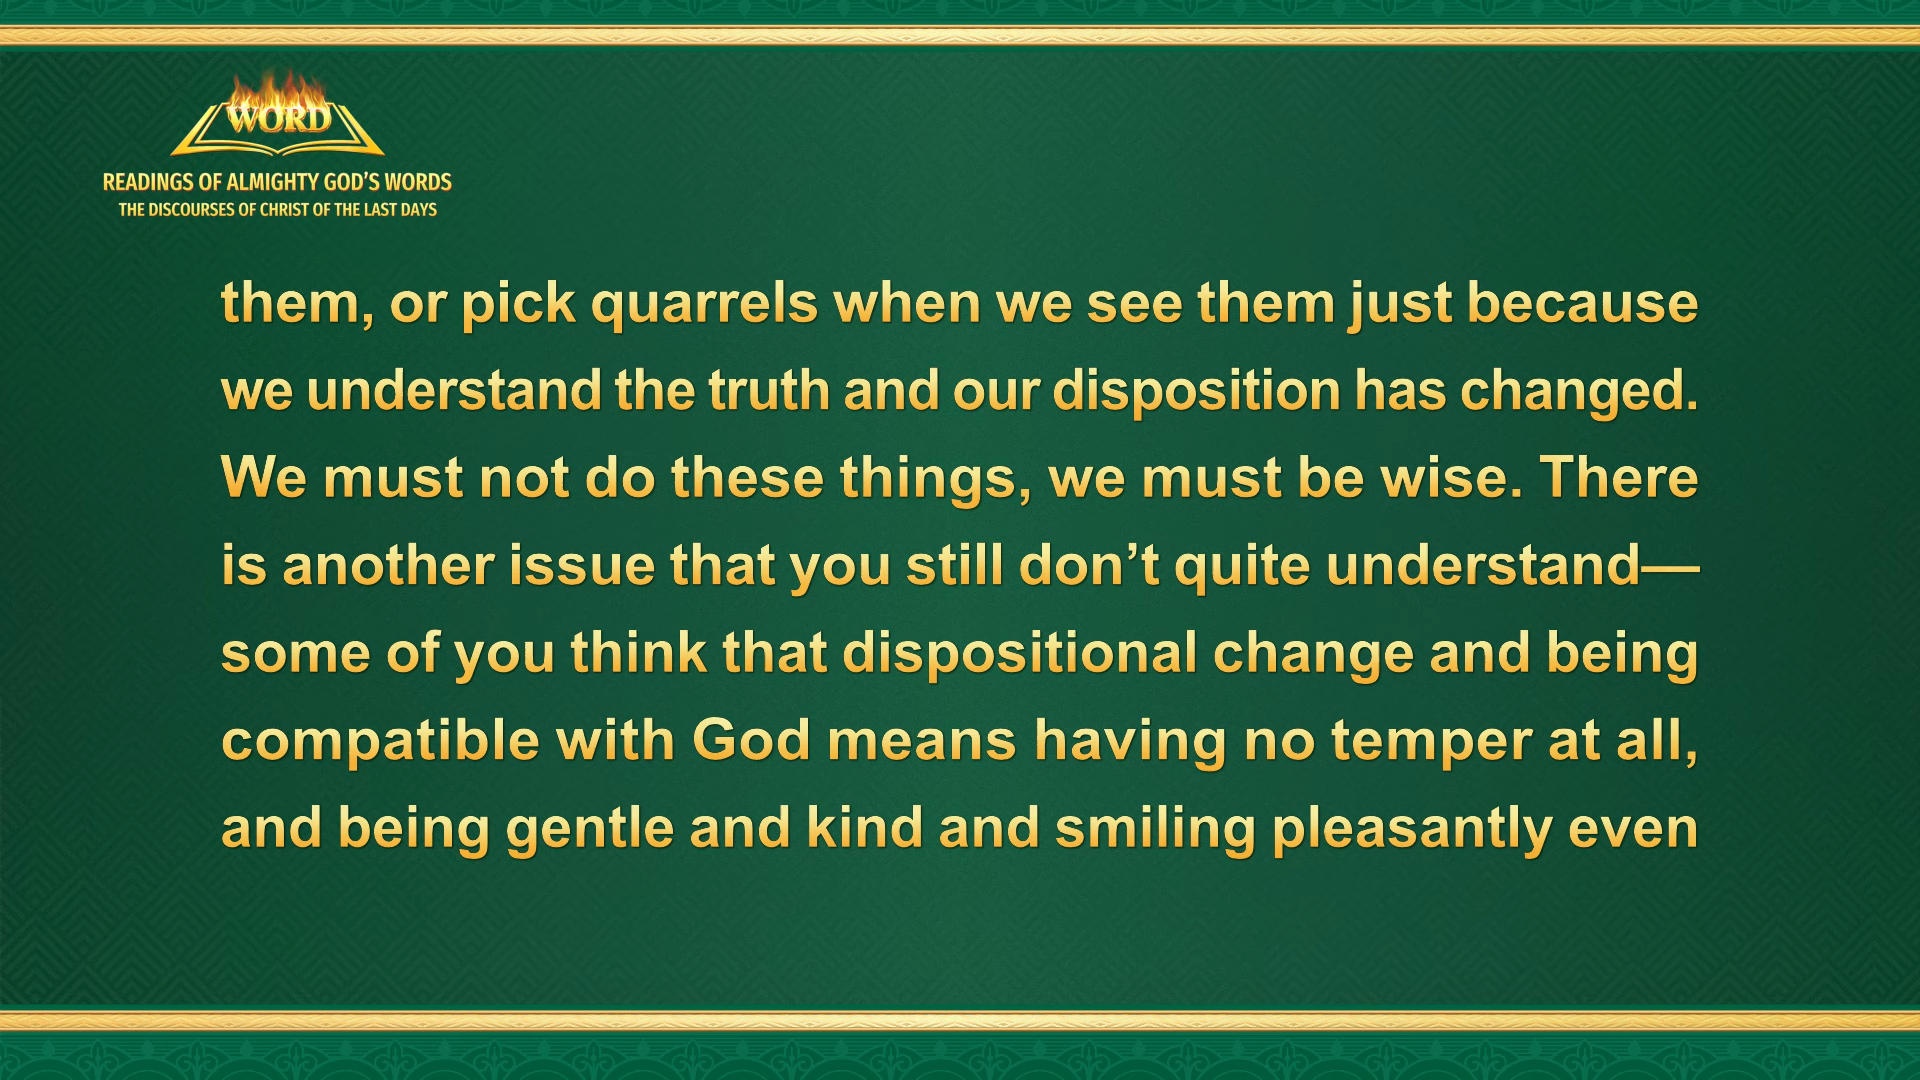 WORD
READINGS OF ALMIGHTY GOD’S WORDS
THE DISCOURSES OF CHRIST OF THE LAST DAYS
them, or pick quarrels when we see them just because
we understand the truth and our disposition has changed.
We must not do these things, we must be wise. There
is another issue that you still don’t quite understand—
some of you think that dispositional change and being
compatible with God means having no temper at all,
and being gentle and kind and smiling pleasantly even